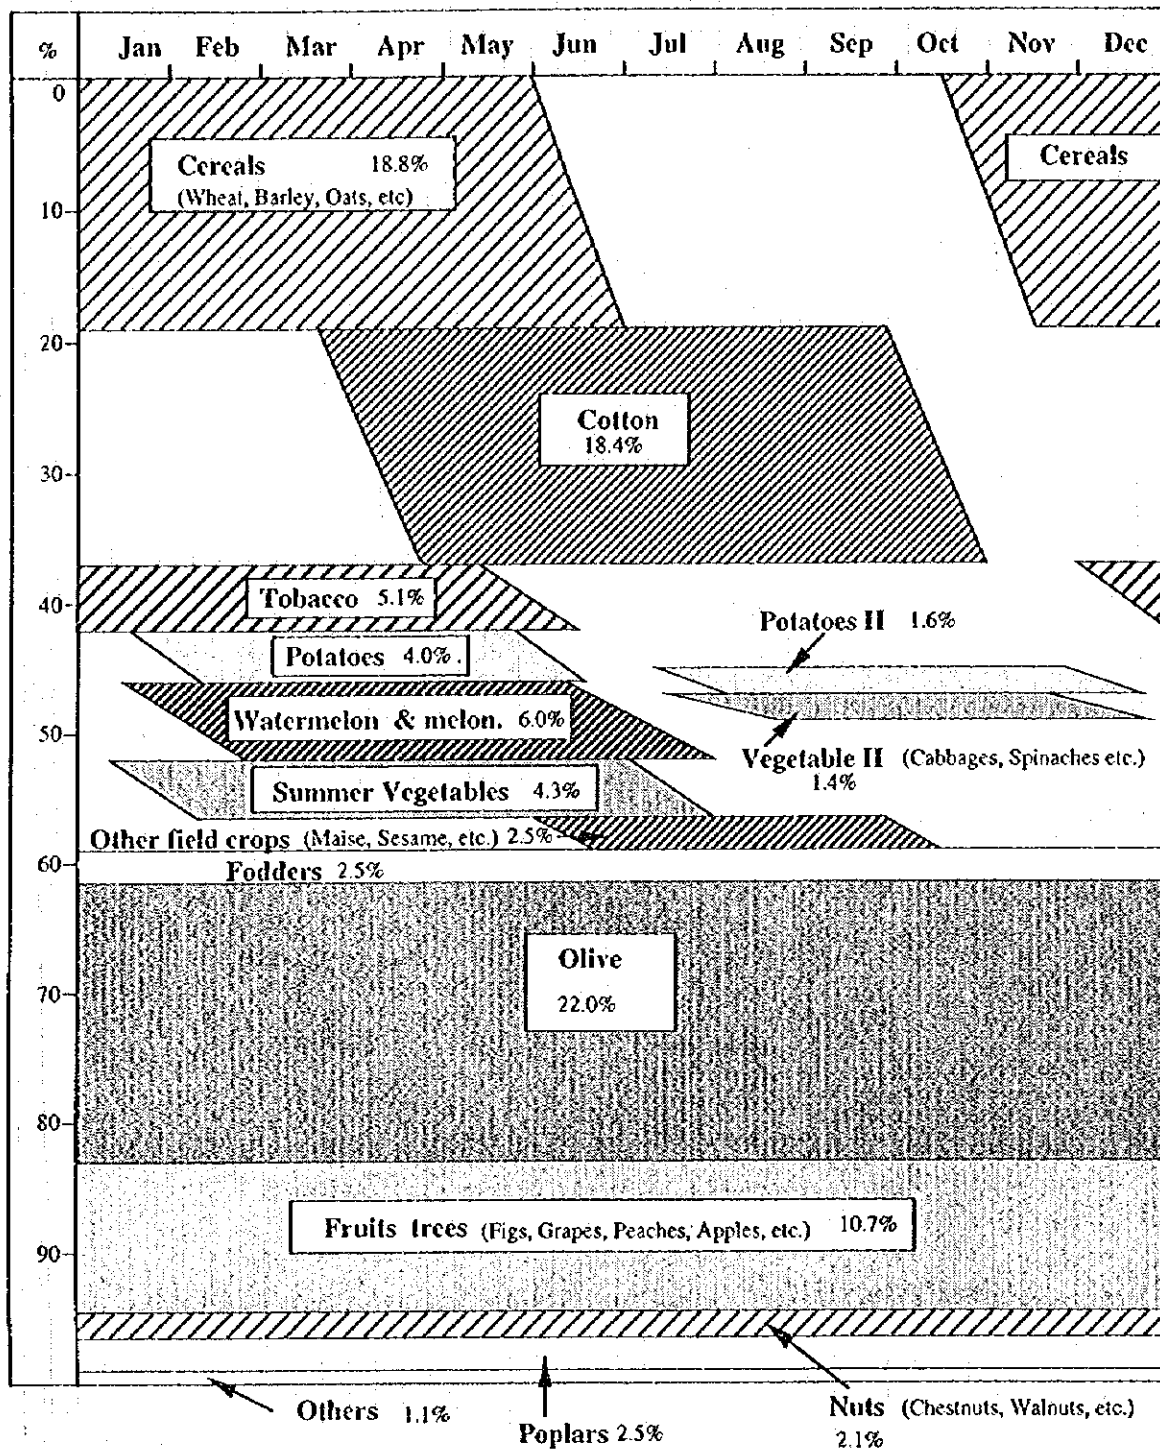 % Jan Feb Mar Apr May Jun Jul Aug Sep Oct Nov Dec
0
Cereals 18.8%
(Wheat, Barley, Oats, etc)
Cereals
10
20
Cotton
18.4%
30
Tobacco 5.1%
40
Potatoes II 1.6%
Potatoes 4.0% .
Watermelon & melon. 6.0%
50
Vegetable II (Cabbages, Spinaches etc.)
1.4%
Summer Vegetables 4.3%
Other field crops (Maise, Sesame, etc.) 2.5%
60
Fodders 2.5%
Olive
22.0%
70
80
Fruits trees (Figs, Grapes, Peaches, Apples, etc.) 10.7%
90
Others 1.1%
Poplars 2.5%
Nuts (Chestnuts, Walnuts, etc.)
2.1%